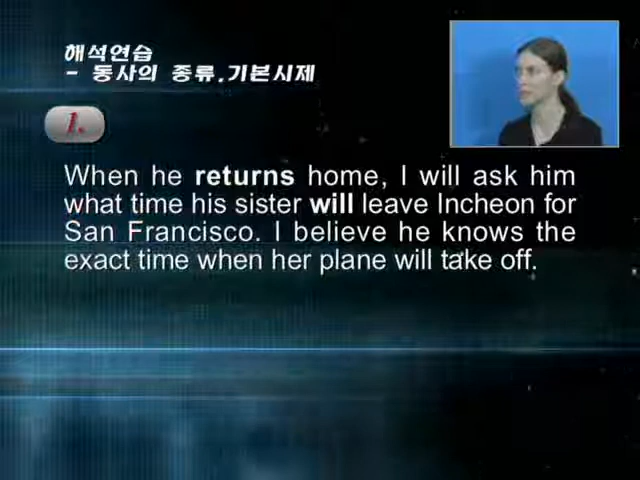 해석연습
- 동사의 종류,기본시제
1.
When he returns home, I will ask him
what time his sister will leave Incheon for
San Francisco. I believe he knows the
exact time when her plane will take off.